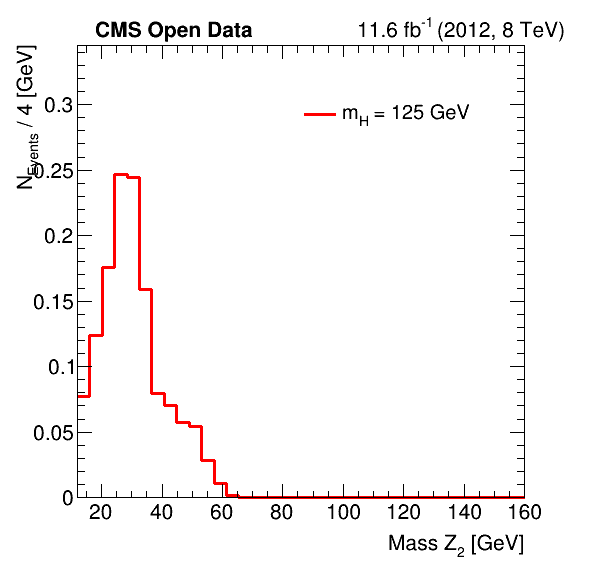 CMS Open Data
11.6 fb⁻¹ (2012, 8 TeV)
N_Events / 4 [GeV]
m_H = 125 GeV
0.3
0.25
0.2
0.15
0.1
0.05
0
20 40 60 80 100 120 140 160
Mass Z₂ [GeV]